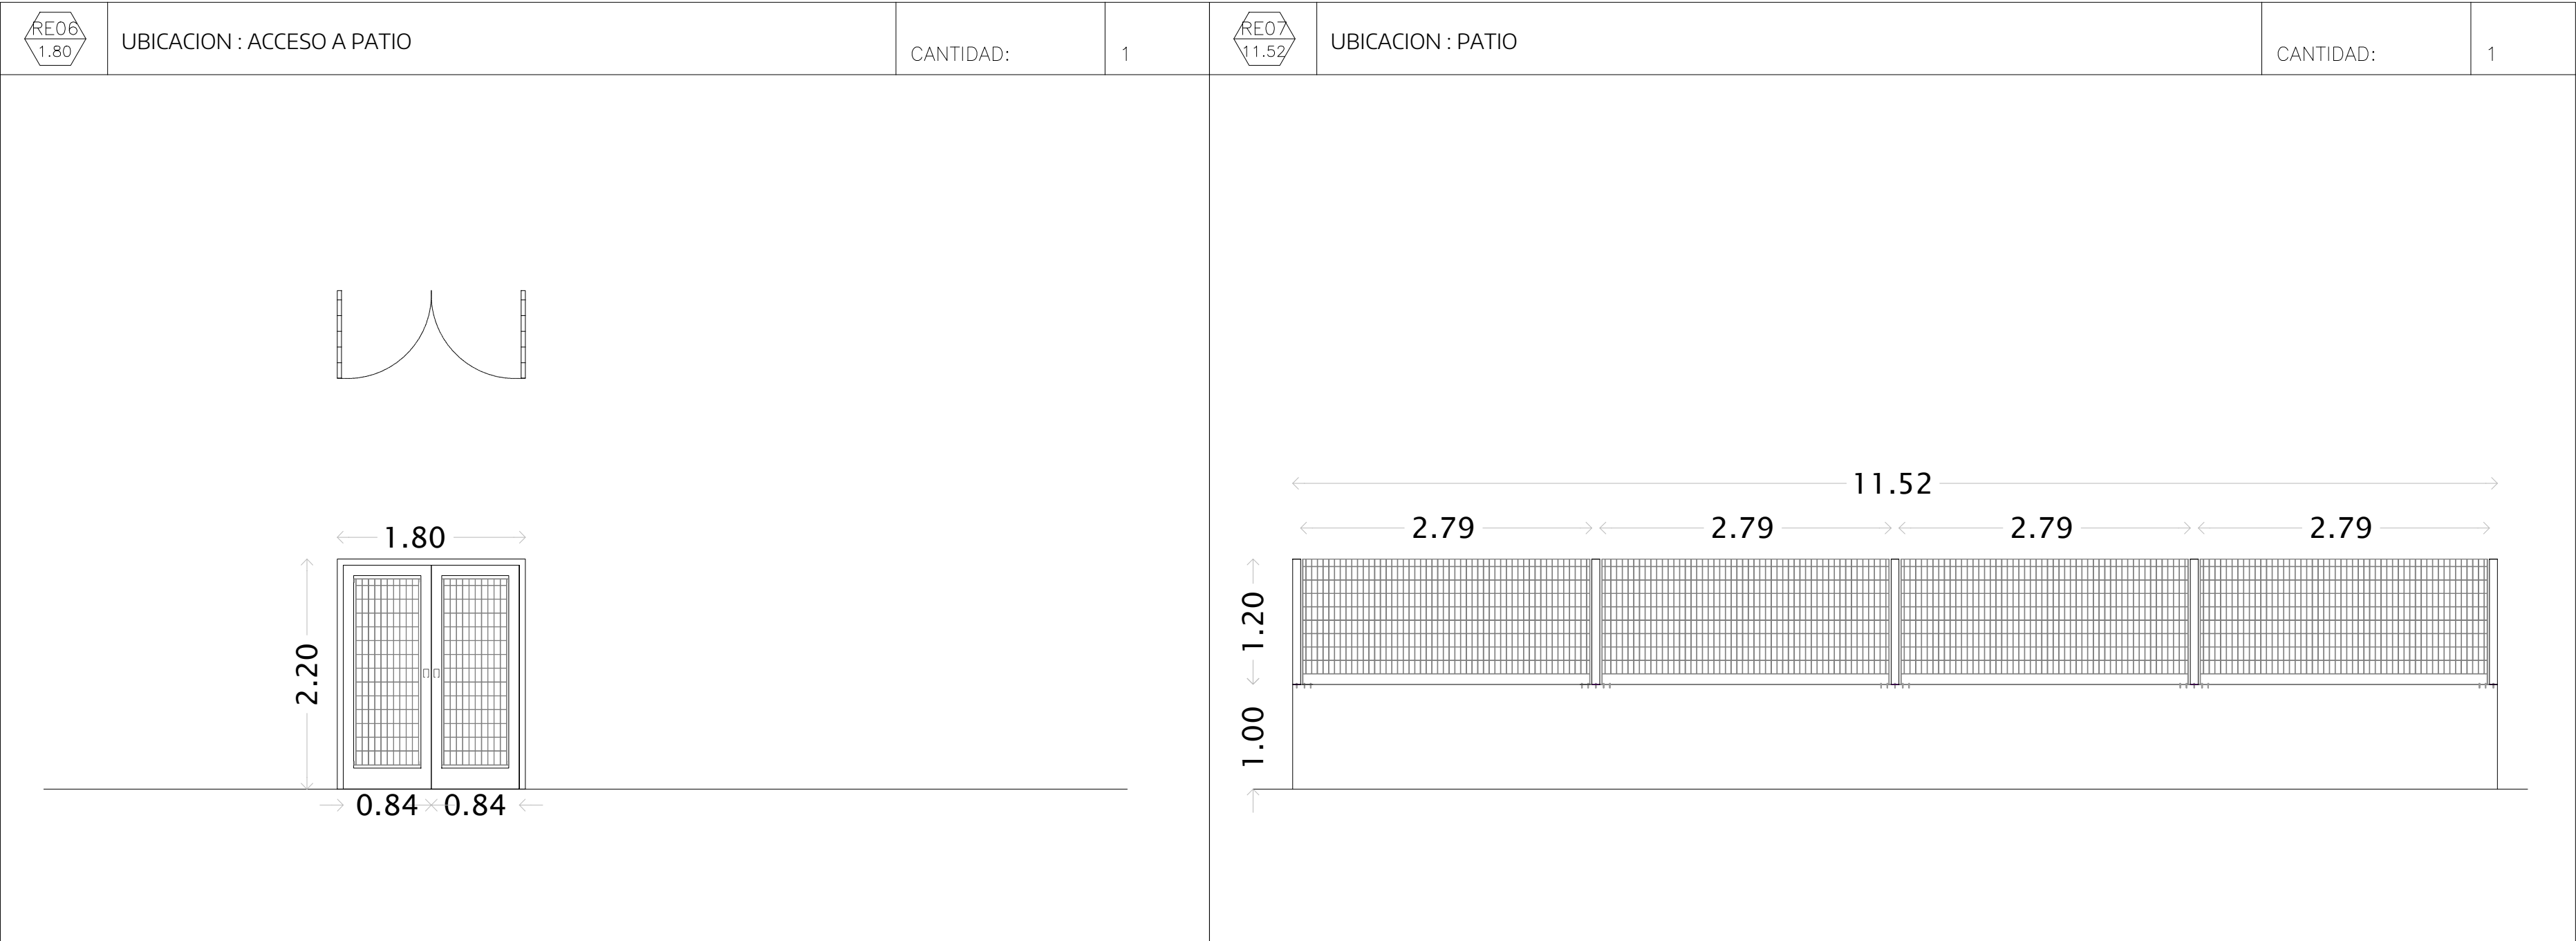 RE06
1.80
UBICACION : ACCESO A PATIO
CANTIDAD:
1
1.80
2.20
0.84
0.84
RE07
11.52
UBICACION : PATIO
CANTIDAD:
1
11.52
2.79
2.79
2.79
2.79
1.20
1.00